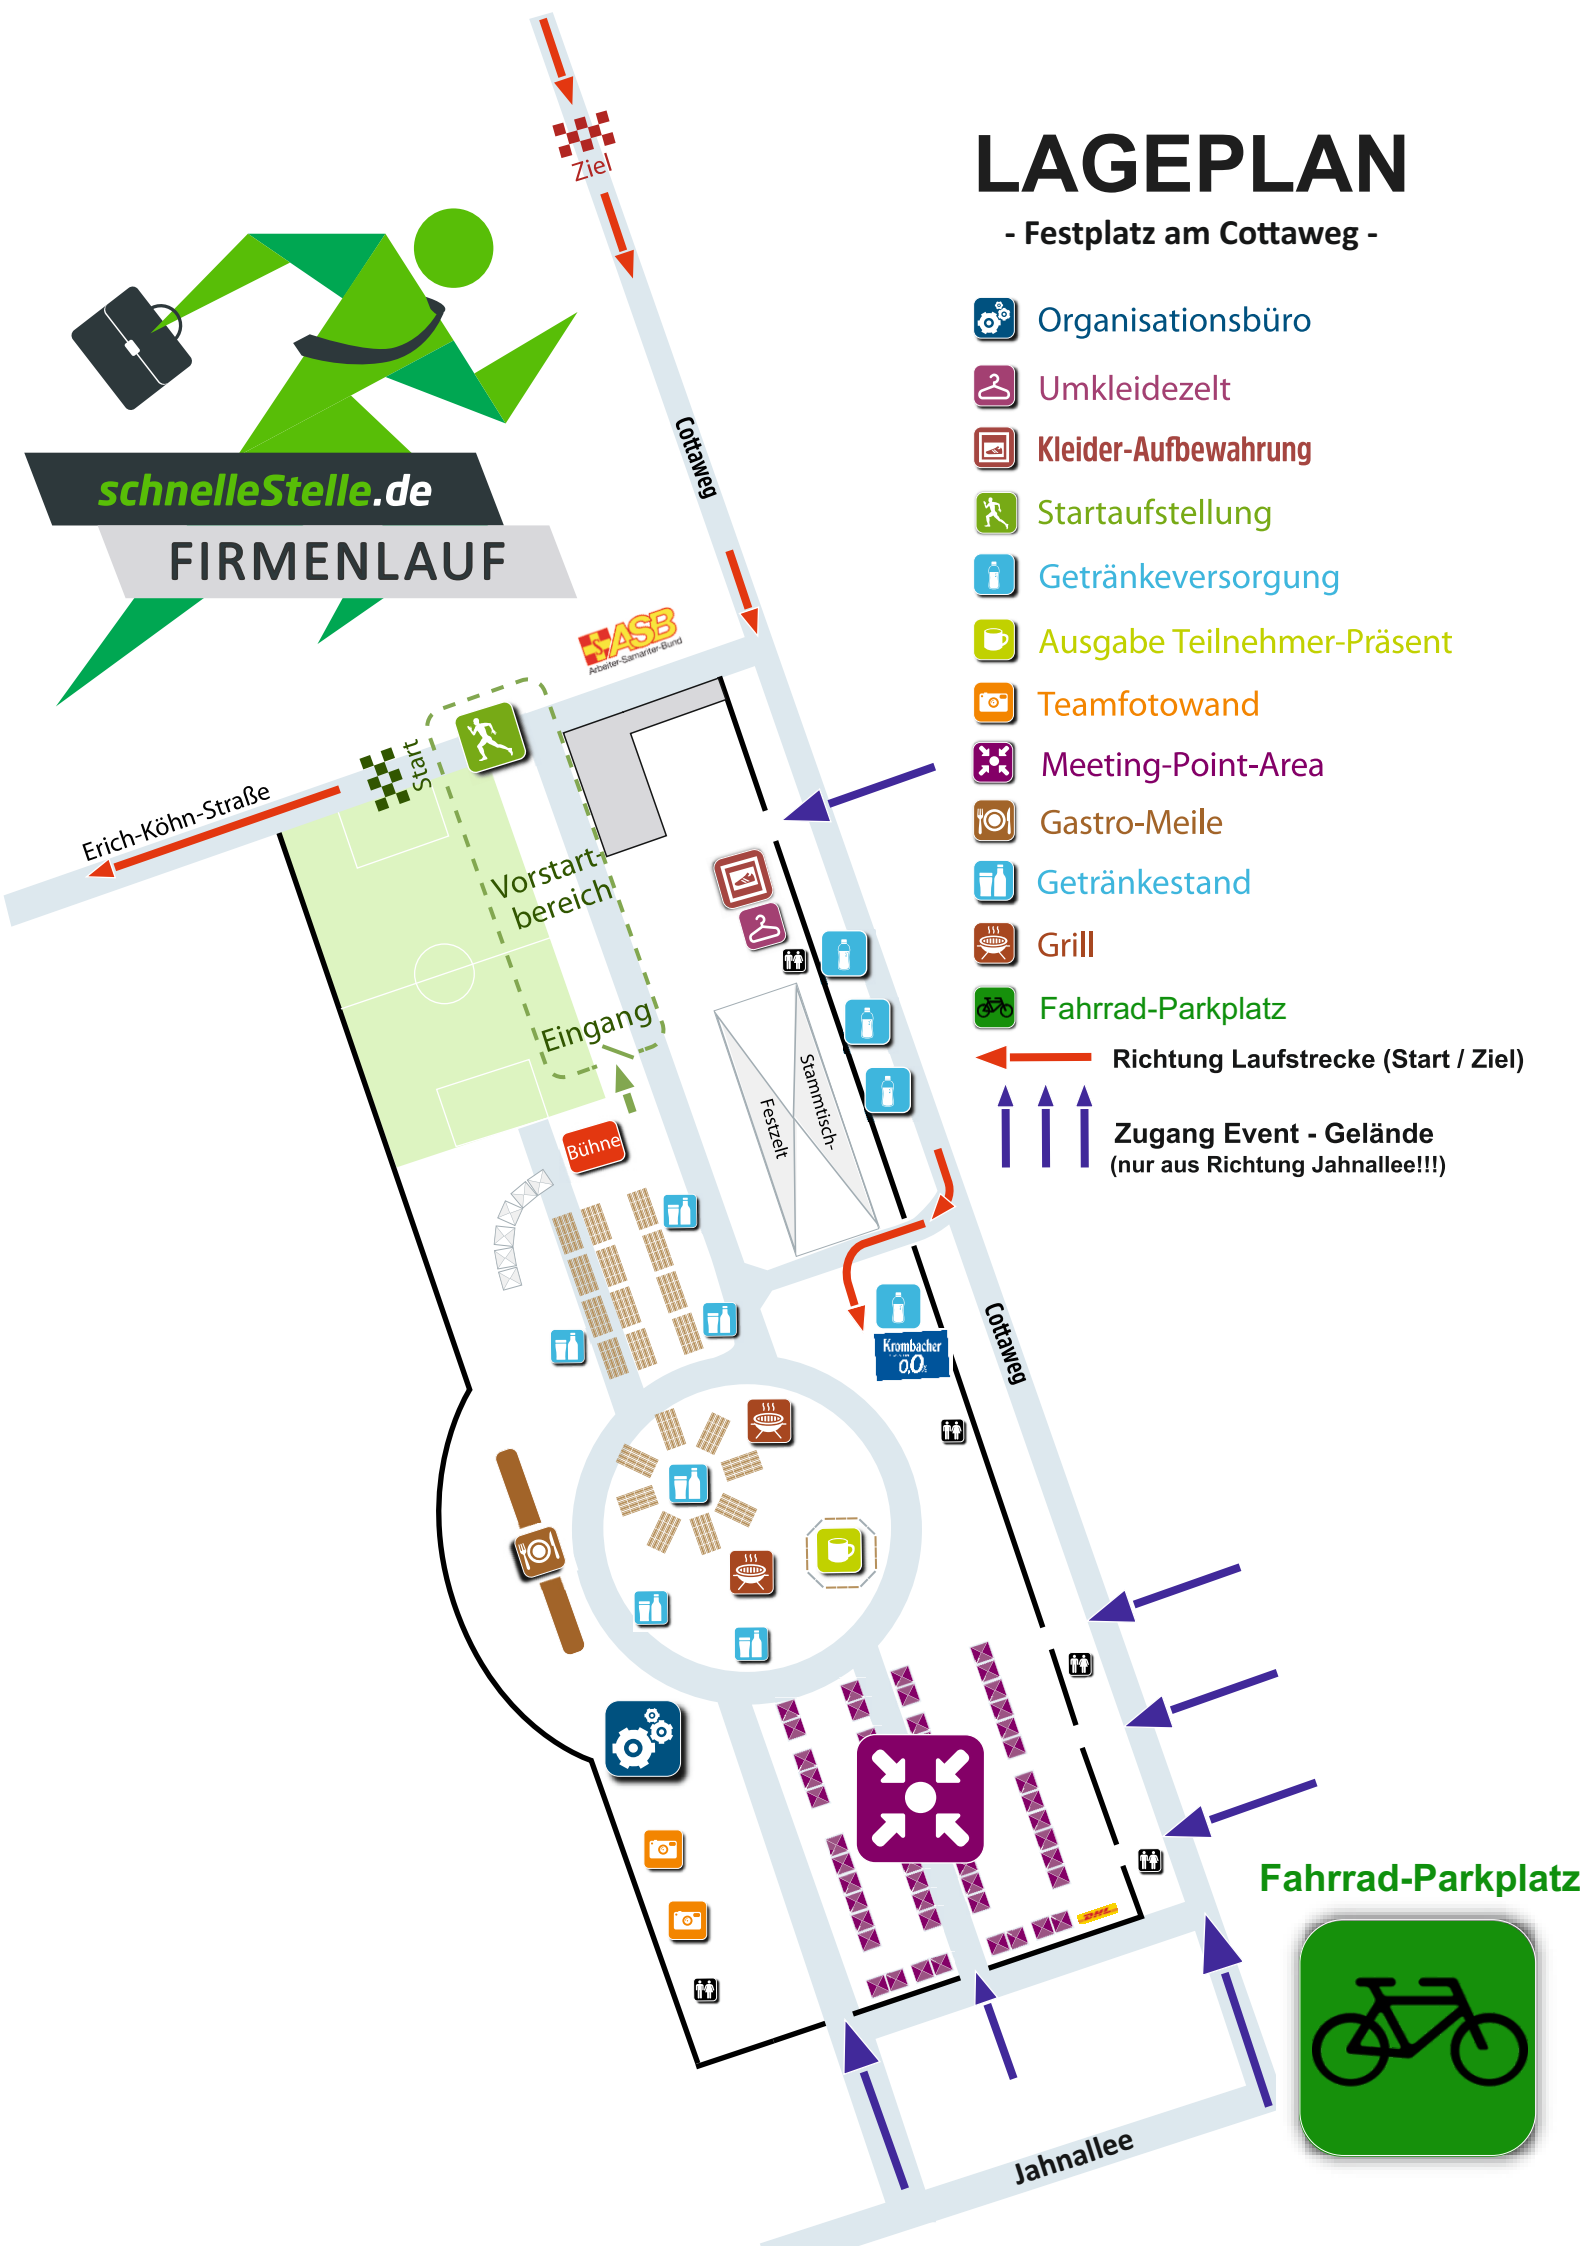 LAGEPLAN
- Festplatz am Cottaweg -
Organisationsbüro
Umkleidezelt
Kleider-Aufbewahrung
Startaufstellung
Getränkeversorgung
Ausgabe Teilnehmer-Präsent
Teamfotowand
Meeting-Point-Area
Gastro-Meile
Getränkestand
Grill
Fahrrad-Parkplatz
Richtung Laufstrecke (Start / Ziel)
Zugang Event - Gelände
(nur aus Richtung Jahnallee!!!)
schnelleStelle.de
FIRMENLAUF
Ziel
Cottaweg
ASB
Arbeiter-Samariter-Bund
Start
Erich-Köhn-Straße
Vorstart-
bereich
Eingang
Bühne
Stammtisch-
Festzelt
Cottaweg
Krombacher
0,0%
DHL
Fahrrad-Parkplatz
Jahnallee